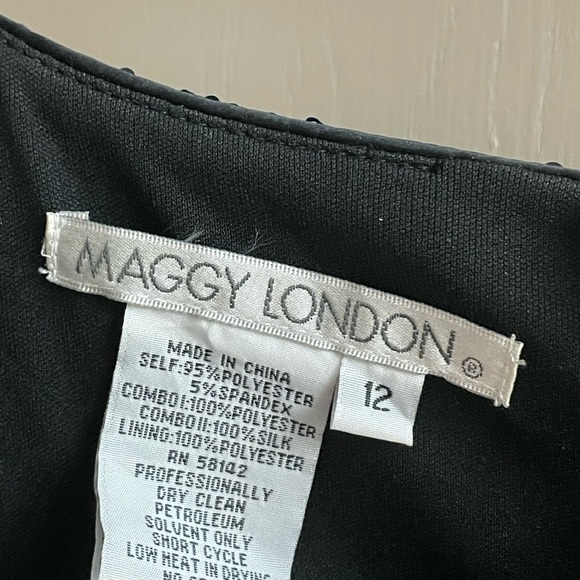 MAGGY LONDON®
12
MADE IN CHINA
SELF:95%POLYESTER
5%SPANDEX
COMBOI:100%POLYESTER
COMBOII:100%SILK
LINING:100%POLYESTER
RN 58142
PROFESSIONALLY
DRY CLEAN
PETROLEUM
SOLVENT ONLY
SHORT CYCLE
LOW HEAT IN DRYING